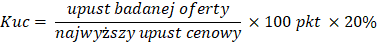 Kuc = upust badanej oferty / najwyższy upust cenowy × 100 pkt × 20%